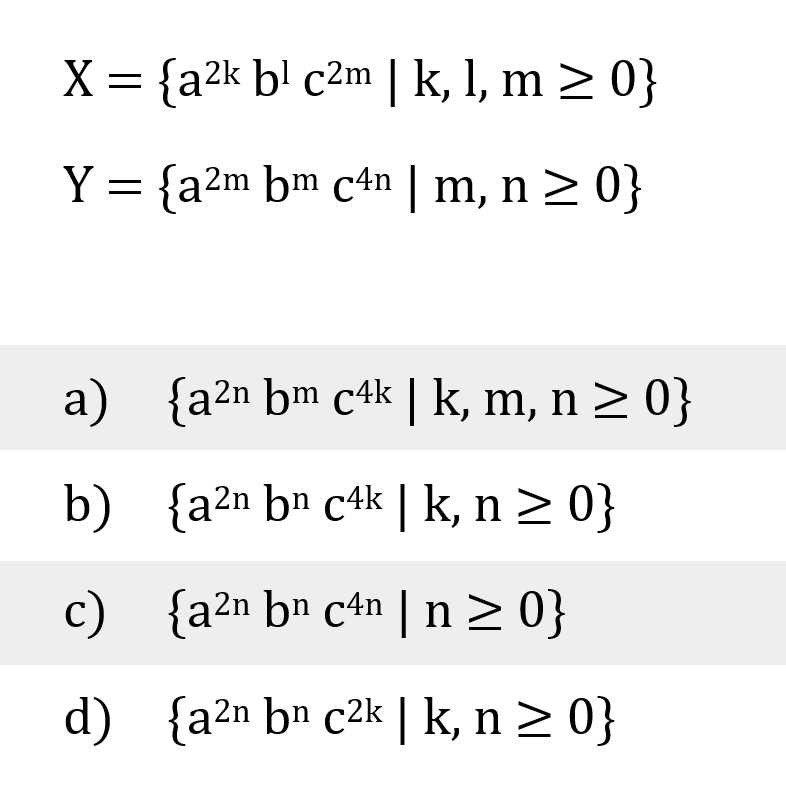 X = {a²ᵏ bˡ c²ᵐ | k, l, m ≥ 0}
Y = {a²ᵐ bᵐ c⁴ⁿ | m, n ≥ 0}
a) {a²ⁿ bᵐ c⁴ᵏ | k, m, n ≥ 0}
b) {a²ⁿ bⁿ c⁴ᵏ | k, n ≥ 0}
c) {a²ⁿ bⁿ c⁴ⁿ | n ≥ 0}
d) {a²ⁿ bⁿ c²ᵏ | k, n ≥ 0}